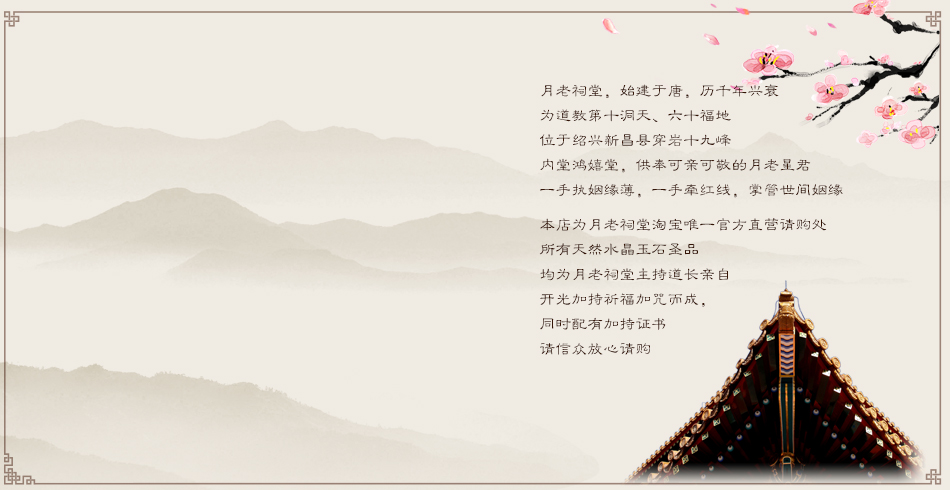 月老祠堂，始建于唐，历千年兴衰
为道教第十洞天、六十福地
位于绍兴新昌县穿岩十九峰
内堂鸿嬉堂，供奉可亲可敬的月老星君
一手执姻缘薄，一手牵红线，掌管世间姻缘
本店为月老祠堂淘宝唯一官方直营请购处
所有天然水晶玉石圣品
均为月老祠堂主持道长亲自
开光加持祈福加咒而成，
同时配有加持证书
请信众放心请购